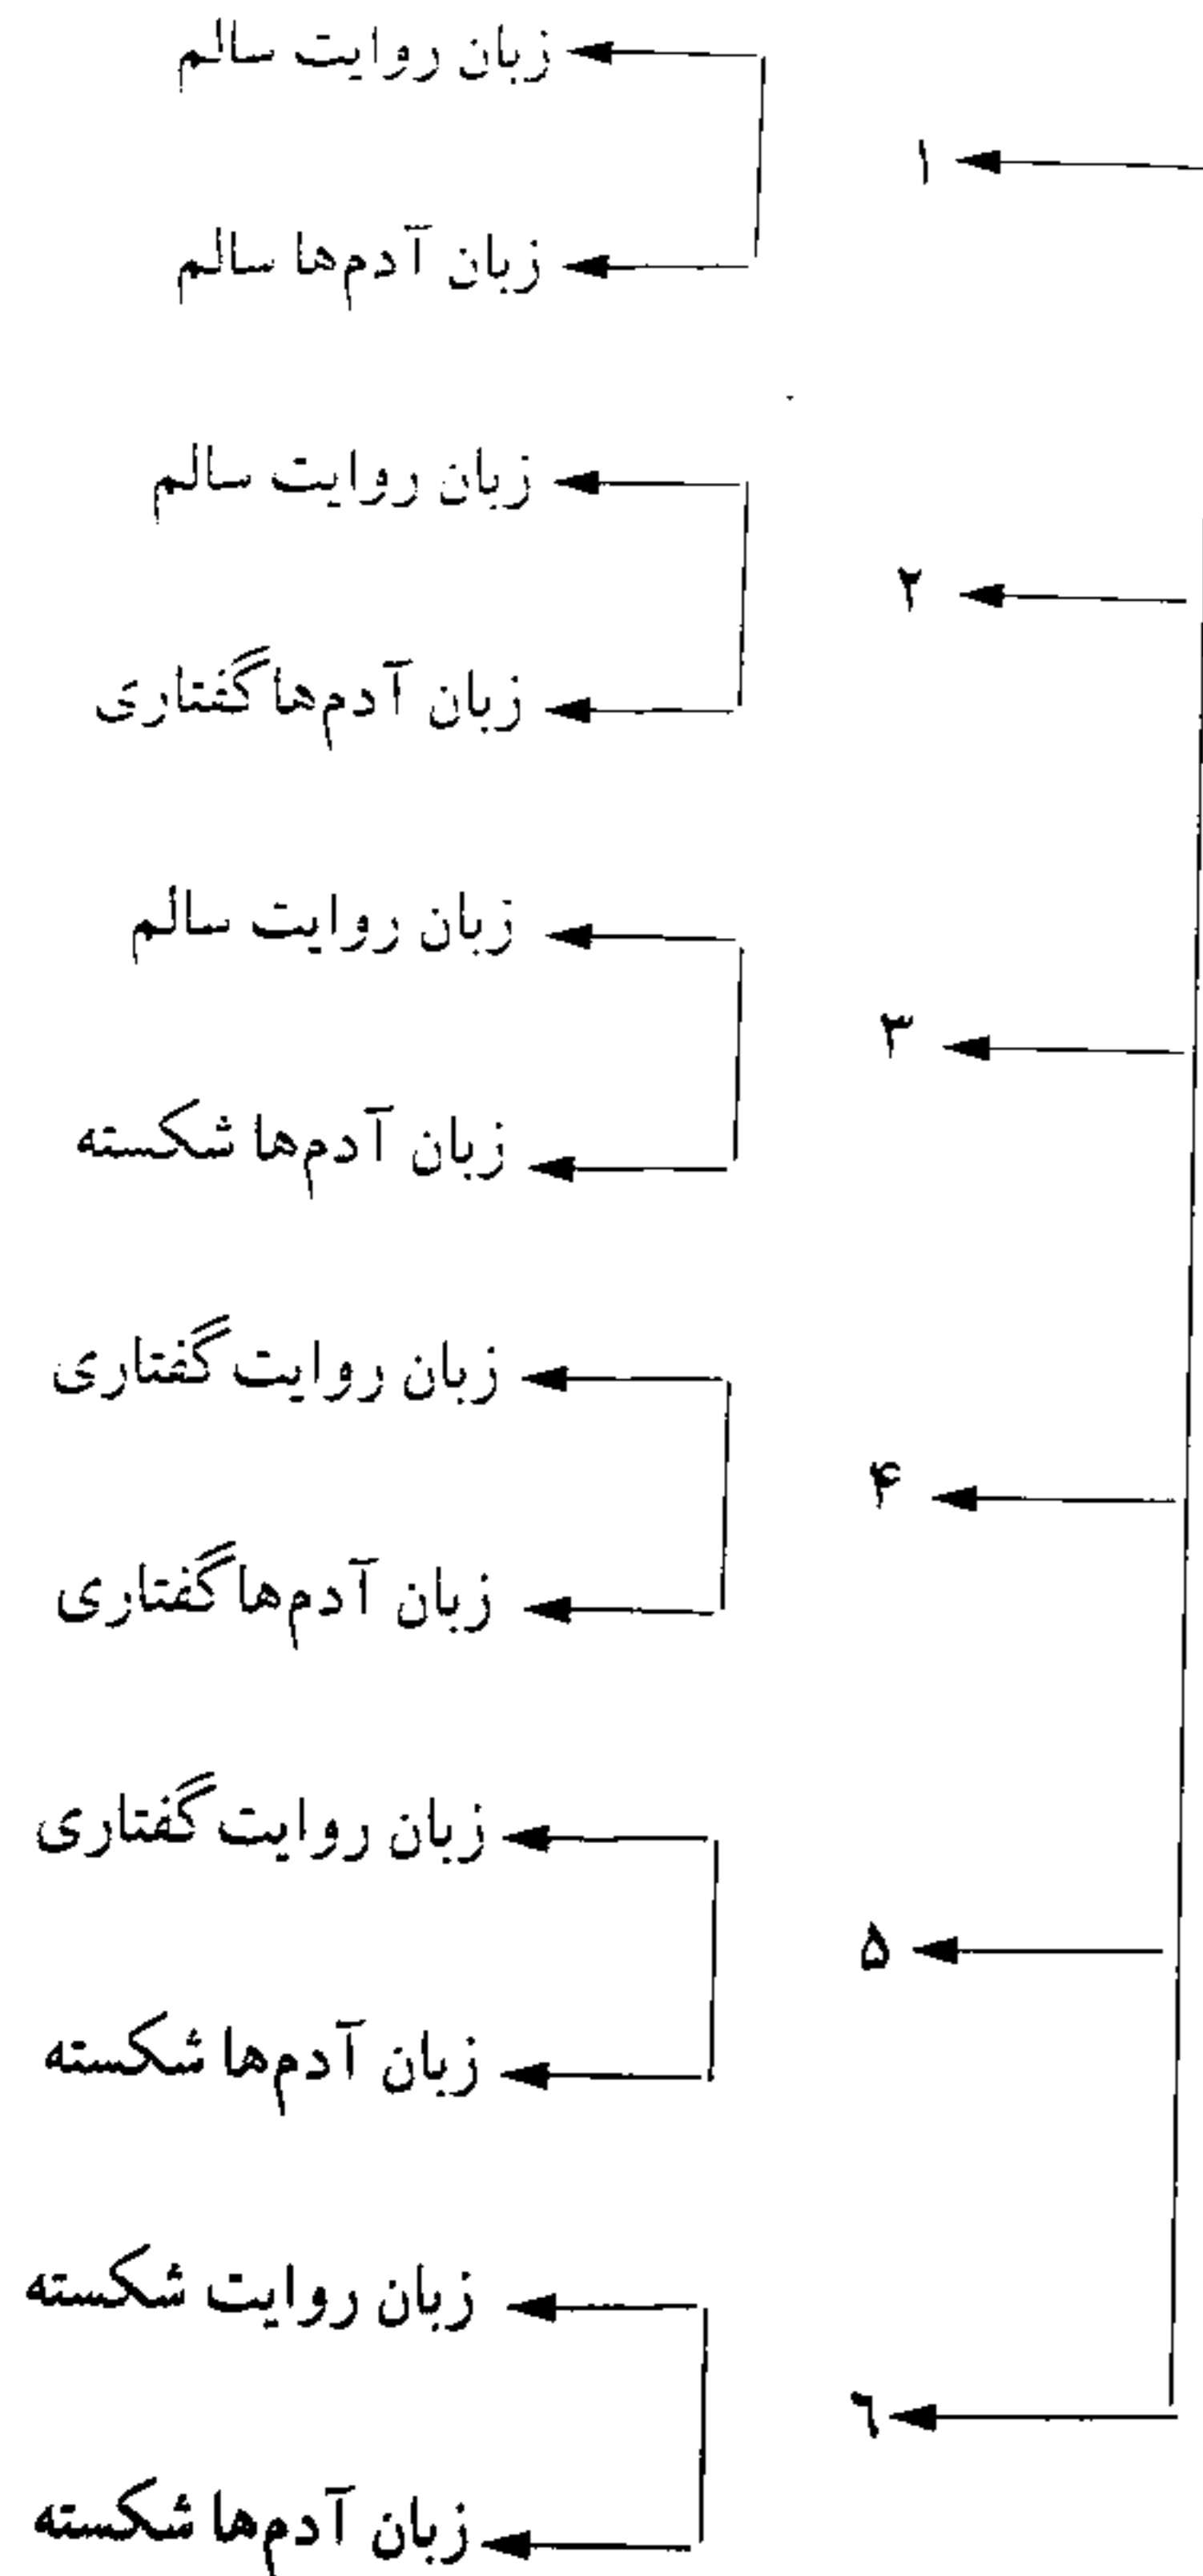 زبان روایت سالم
۱
زبان آدم‌ها سالم
زبان روایت سالم
۲
زبان آدم‌ها گفتاری
زبان روایت سالم
۳
زبان آدم‌ها شکسته
زبان روایت گفتاری
۴
زبان آدم‌ها گفتاری
زبان روایت گفتاری
۵
زبان آدم‌ها شکسته
زبان روایت شکسته
۶
زبان آدم‌ها شکسته